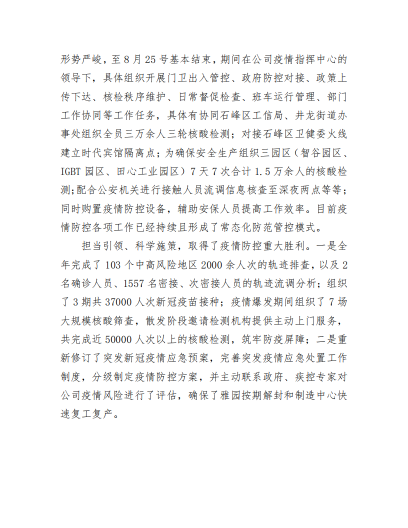 形势严峻，至 8 月 25 号基本结束，期间在公司疫情指挥中心的
领导下，具体组织开展门卫出入管控、政府防控对接、政策上
传下达、核检秩序维护、日常督促检查、班车运行管理、部门
工作协同等工作任务，具体有协同石峰区工信局、井龙街道办
事处组织全员三万余人三轮核酸检测；对接石峰区卫健委火线
建立时代宾馆隔离点；为确保安全生产组织三园区（智谷园区、
IGBT 园区、田心工业园区）7 天 7 次合计 1.5 万余人的核酸检
测;配合公安机关进行接触人员流调信息核查至深夜两点等等；
同时购置疫情防控设备，辅助安保人员提高工作效率。目前疫
情防控各项工作已经持续且形成了常态化防范管控模式。
担当引领、科学施策，取得了疫情防控重大胜利。一是全
年完成了 103 个中高风险地区 2000 余人次的轨迹排查，以及 2
名确诊人员、1557 名密接、次密接人员的轨迹流调分析；组织
了 3 期共 37000 人次新冠疫苗接种；疫情爆发期间组织了 7 场
大规模核酸筛查，散发阶段邀请检测机构提供主动上门服务，
共完成近 50000 人次以上的核酸检测，筑牢防疫屏障；二是重
新修订了突发新冠疫情应急预案，完善突发疫情应急处置工作
制度，分级制定疫情防控方案，并主动联系政府、疾控专家对
公司疫情风险进行了评估，确保了雅园按期解封和制造中心快
速复工复产。